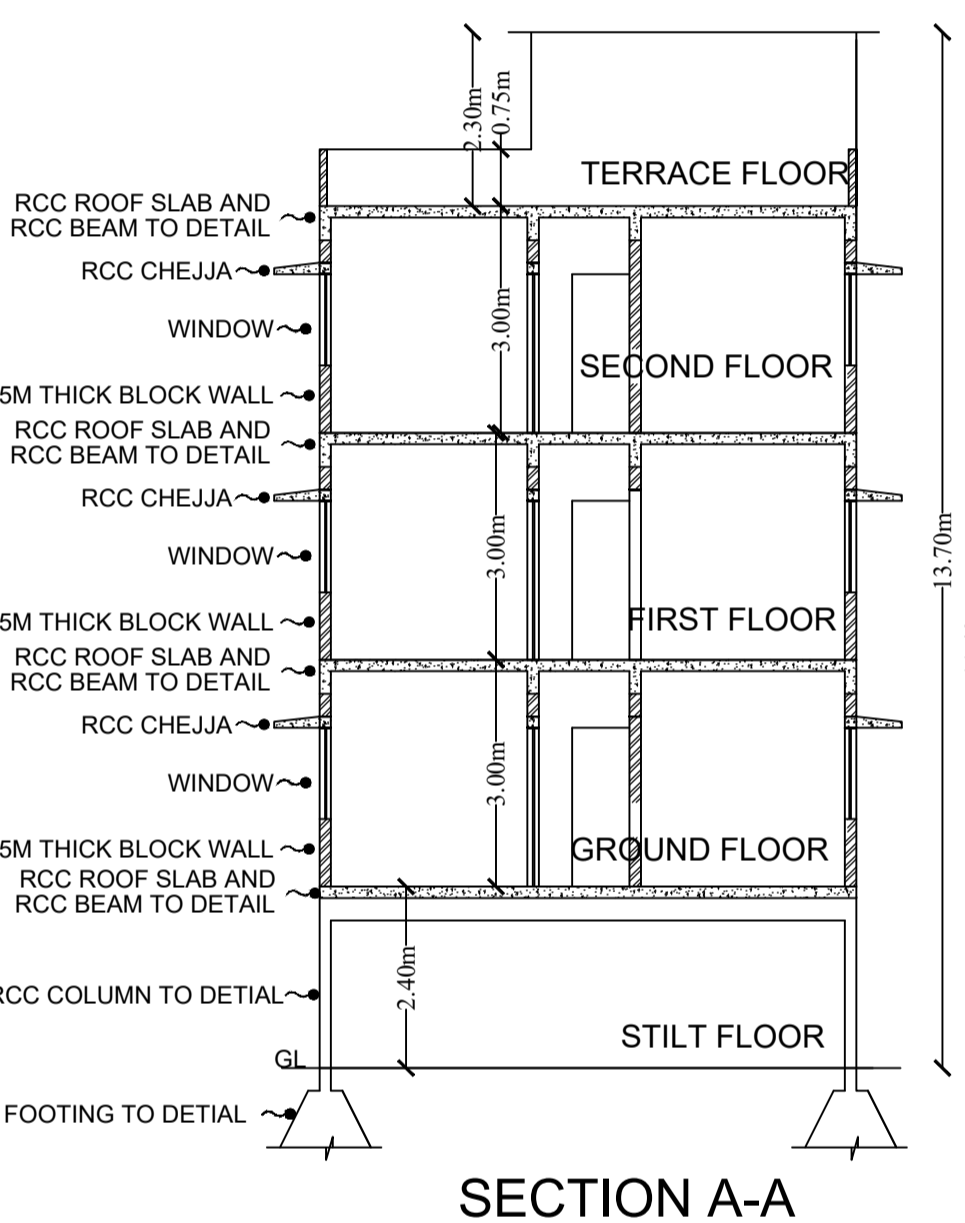 2.30m
0.75m
TERRACE FLOOR
RCC ROOF SLAB AND
RCC BEAM TO DETAIL
RCC CHEJJA
3.00m
WINDOW
SECOND FLOOR
5M THICK BLOCK WALL
RCC ROOF SLAB AND
RCC BEAM TO DETAIL
RCC CHEJJA
13.70m
WINDOW
3.00m
5M THICK BLOCK WALL
FIRST FLOOR
RCC ROOF SLAB AND
RCC BEAM TO DETAIL
RCC CHEJJA
3.00m
WINDOW
5M THICK BLOCK WALL
GROUND FLOOR
RCC ROOF SLAB AND
RCC BEAM TO DETAIL
2.40m
RCC COLUMN TO DETIAL
STILT FLOOR
GL
FOOTING TO DETIAL
SECTION A-A